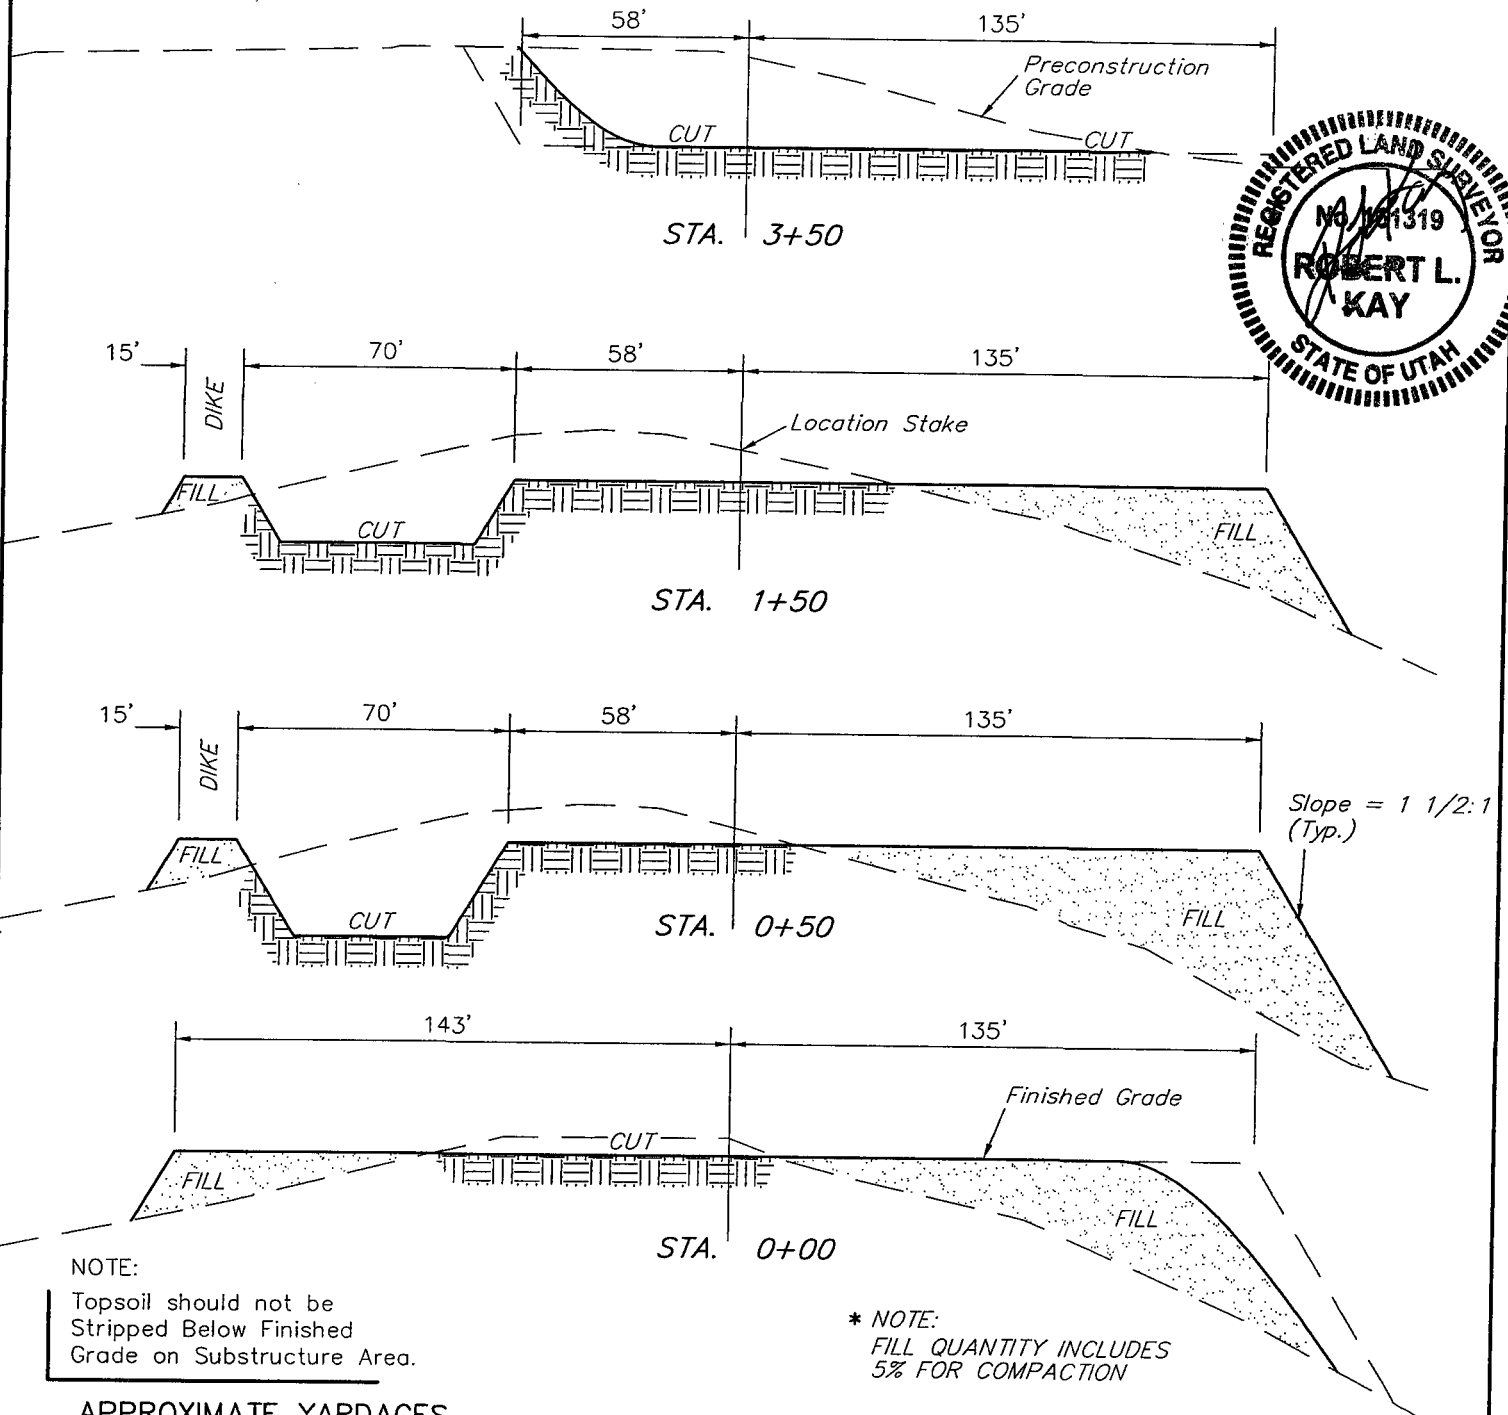 58' 135'
Preconstruction
Grade
CUT CUT
STA. 3+50
REGISTERED LAND SURVEYOR
ROBERT L.
KAY
STATE OF UTAH
15' 70' 58' 135'
DIKE
Location Stake
FILL
CUT
FILL
STA. 1+50
15' 70' 58' 135'
DIKE
Slope = 1 1/2:1
(Typ.)
FILL
CUT
FILL
STA. 0+50
143' 135'
Finished Grade
CUT
FILL
FILL
STA. 0+00
NOTE:
Topsoil should not be
Stripped Below Finished
Grade on Substructure Area.
* NOTE:
FILL QUANTITY INCLUDES
5% FOR COMPACTION
APPROXIMATE YARDAGES